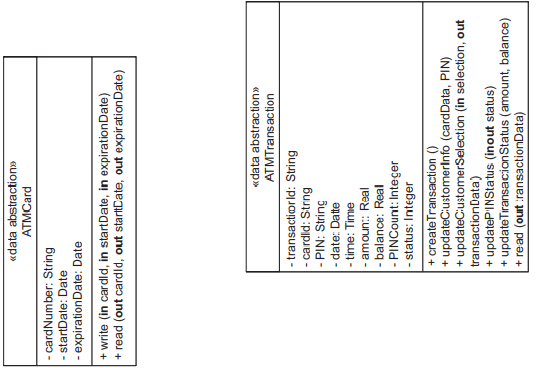 «data abstraction»
ATMCard
- cardNumber: String
- startDate: Date
- expirationDate: Date
+ write (in cardId, in startDate, in expirationDate)
+ read (out cardId, out startDate, out expirationDate)
«data abstraction»
ATMTransaction
- transactionId: String
- cardId: String
- PIN: String
- date: Date
- time: Time
- amount: Real
- balance: Real
- PINCount: Integer
- status: Integer
+ createTransaction ()
+ updateCustomerInfo (cardData, PIN)
+ updateCustomerSelection (in selection, out
transactionData)
+ updatePINStatus (inout status)
+ updateTransactionStatus (amount, balance)
+ read (out transactionData)